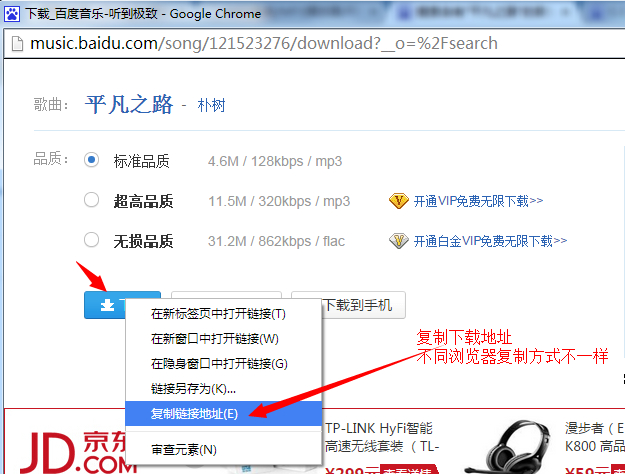 下载_百度音乐-听到极致 - Google Chrome
music.baidu.com/song/121523276/download?__o=%2Fsearch
歌曲： 平凡之路 - 朴树
品质： 标准品质 4.6M / 128kbps / mp3
超高品质 11.5M / 320kbps / mp3 开通VIP免费无限下载>>
无损品质 31.2M / 862kbps / flac 开通白金VIP免费无限下载>>
下载到手机
在新标签页中打开链接(T)
在新窗口中打开链接(W)
在隐身窗口中打开链接(G)
链接另存为(K)...
复制链接地址(E)
审查元素(N)
复制下载地址
不同浏览器复制方式不一样
JD.京东
TP-LINK HyFi智能
高速无线套装 （TL-
漫步者（E
K800 高品